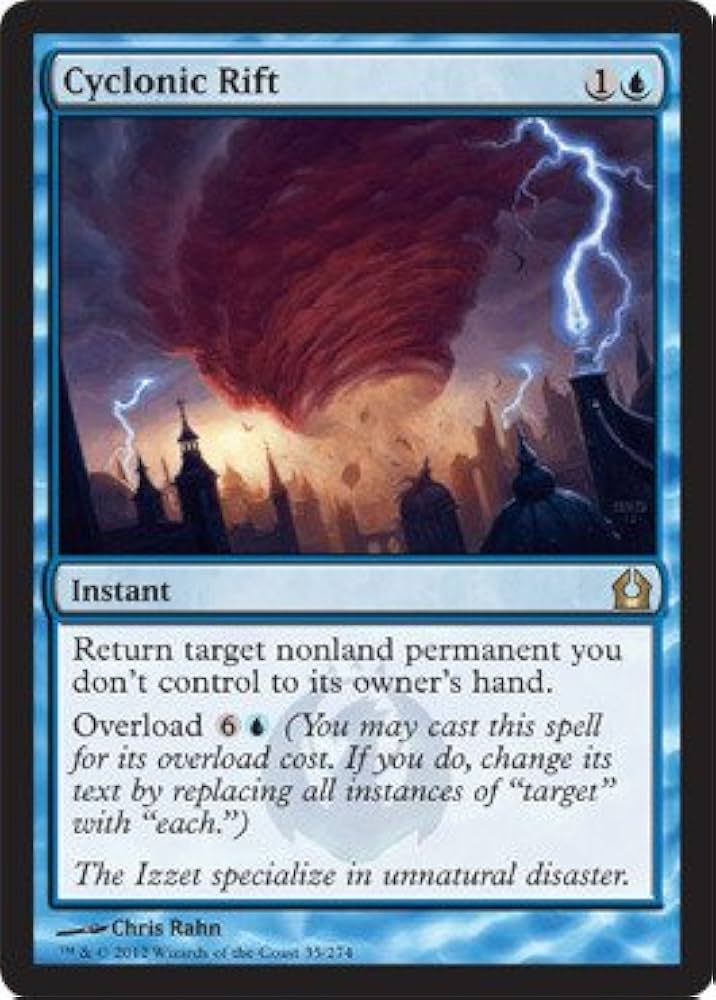 Cyclonic Rift 1
Instant
Return target nonland permanent you
don't control to its owner's hand.
Overload 6 (You may cast this spell
for its overload cost. If you do, change its
text by replacing all instances of “target”
with “each.”)
The Izzet specialize in unnatural disaster.
Chris Rahn
™ & © 2012 Wizards of the Coast 35/274